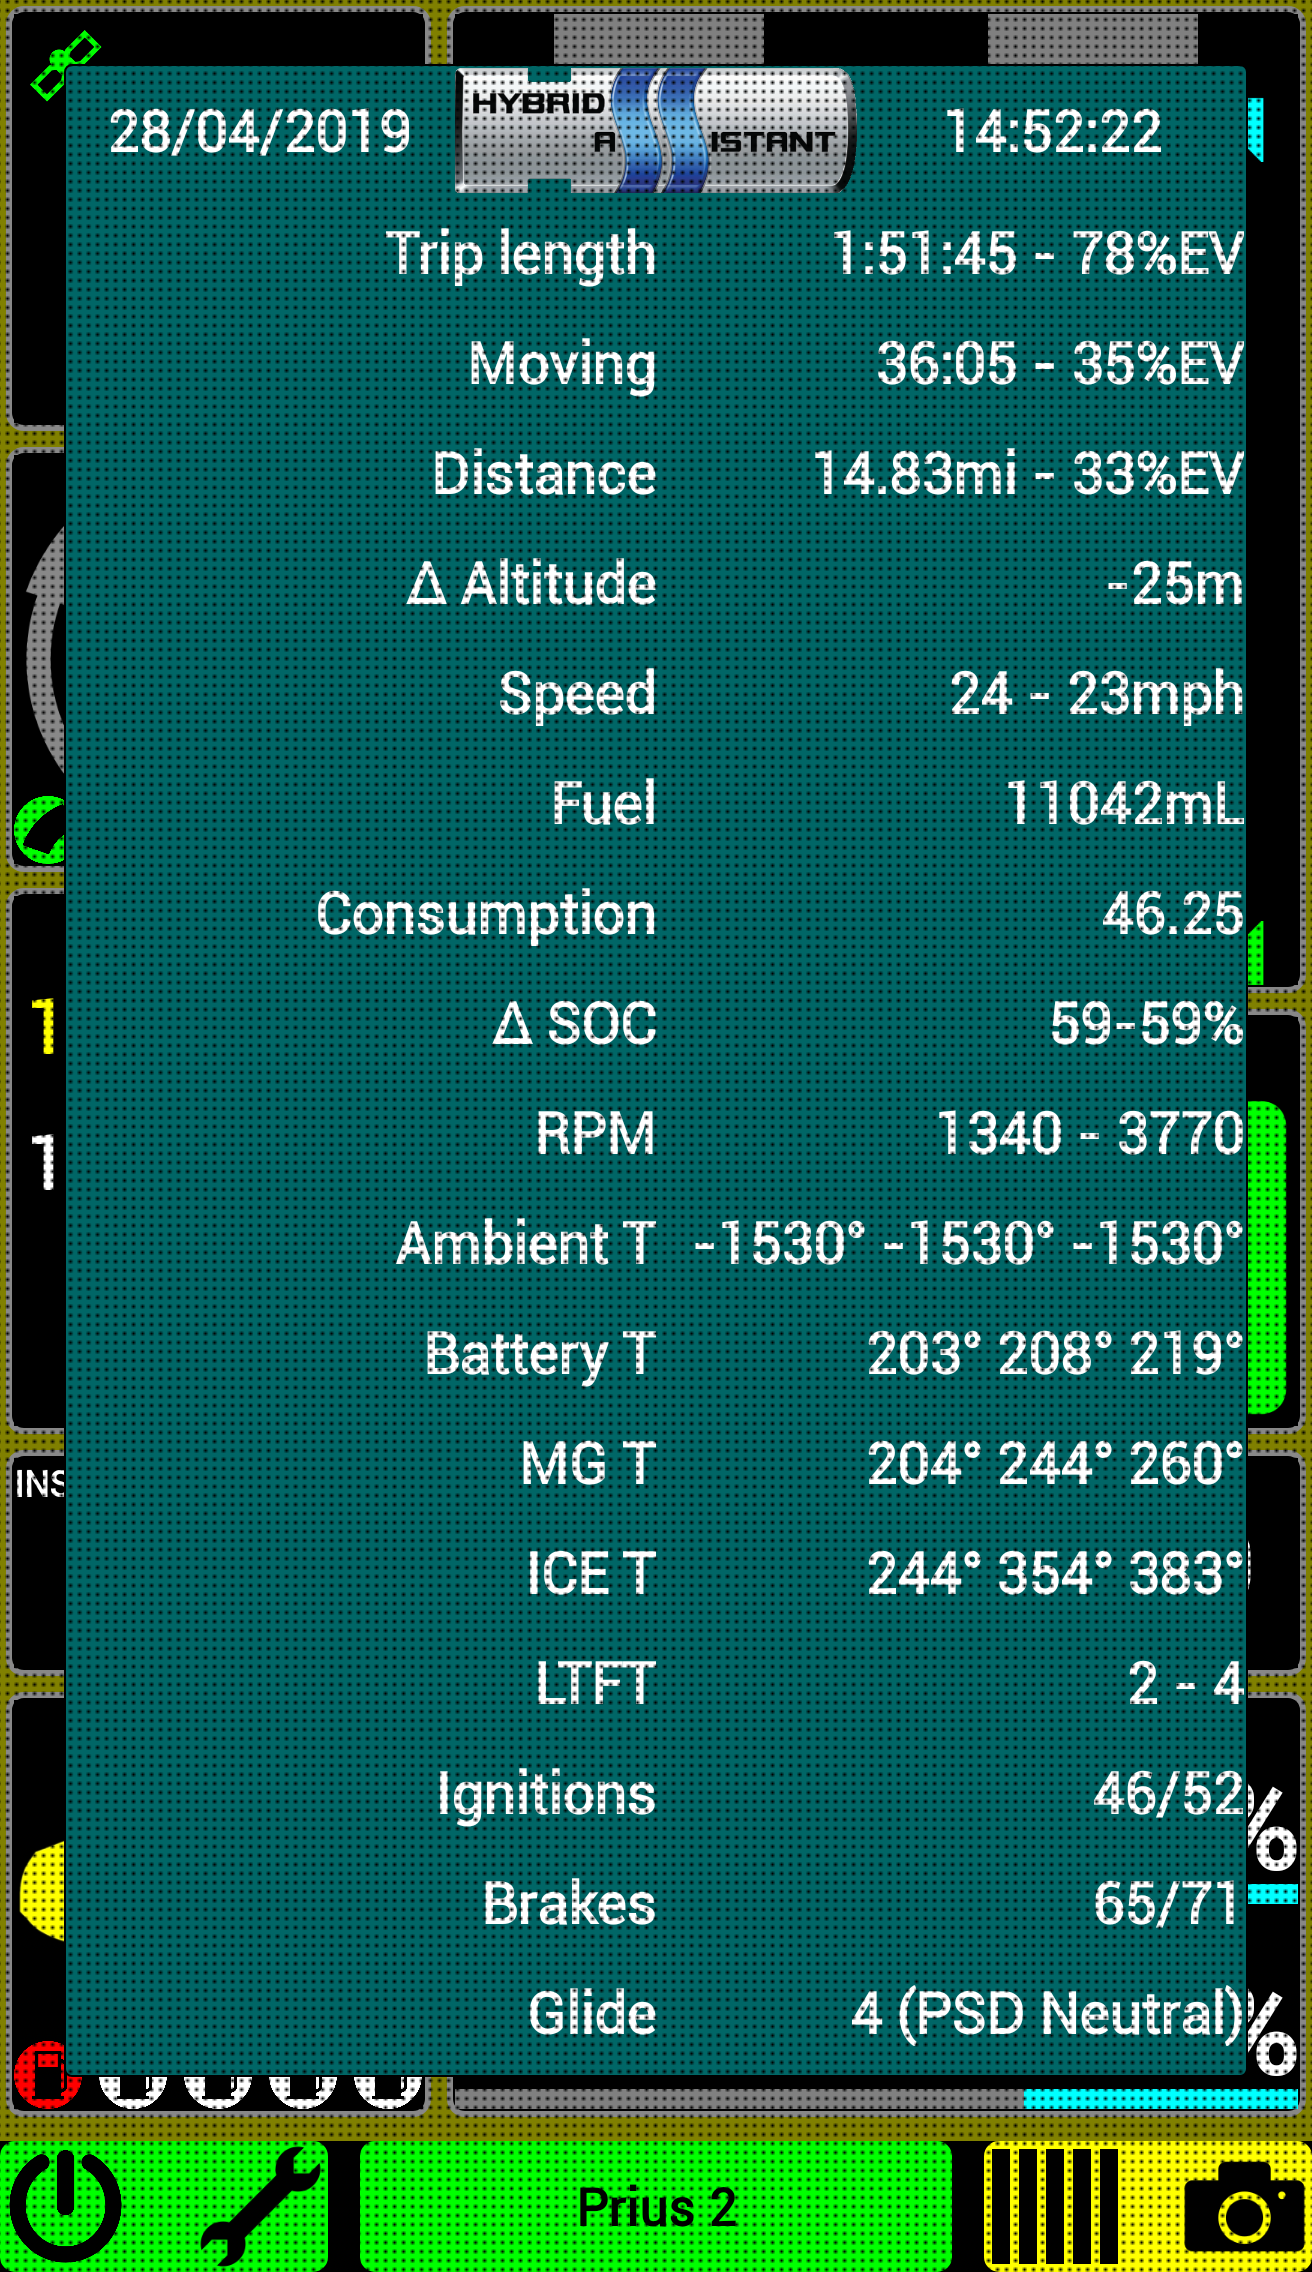 28/04/2019 HYBRID ASSISTANT 14:52:22
Trip length 1:51:45 - 78%EV
Moving 36:05 - 35%EV
Distance 14.83mi - 33%EV
Δ Altitude -25m
Speed 24 - 23mph
Fuel 11042mL
Consumption 46.25
Δ SOC 59-59%
1
RPM 1340 - 3770
1
Ambient T -1530° -1530° -1530°
Battery T 203° 208° 219°
MG T 204° 244° 260°
INS
ICE T 244° 354° 383°
LTFT 2 - 4
Ignitions 46/52
%
Brakes 65/71
Glide 4 (PSD Neutral)
%
Prius 2